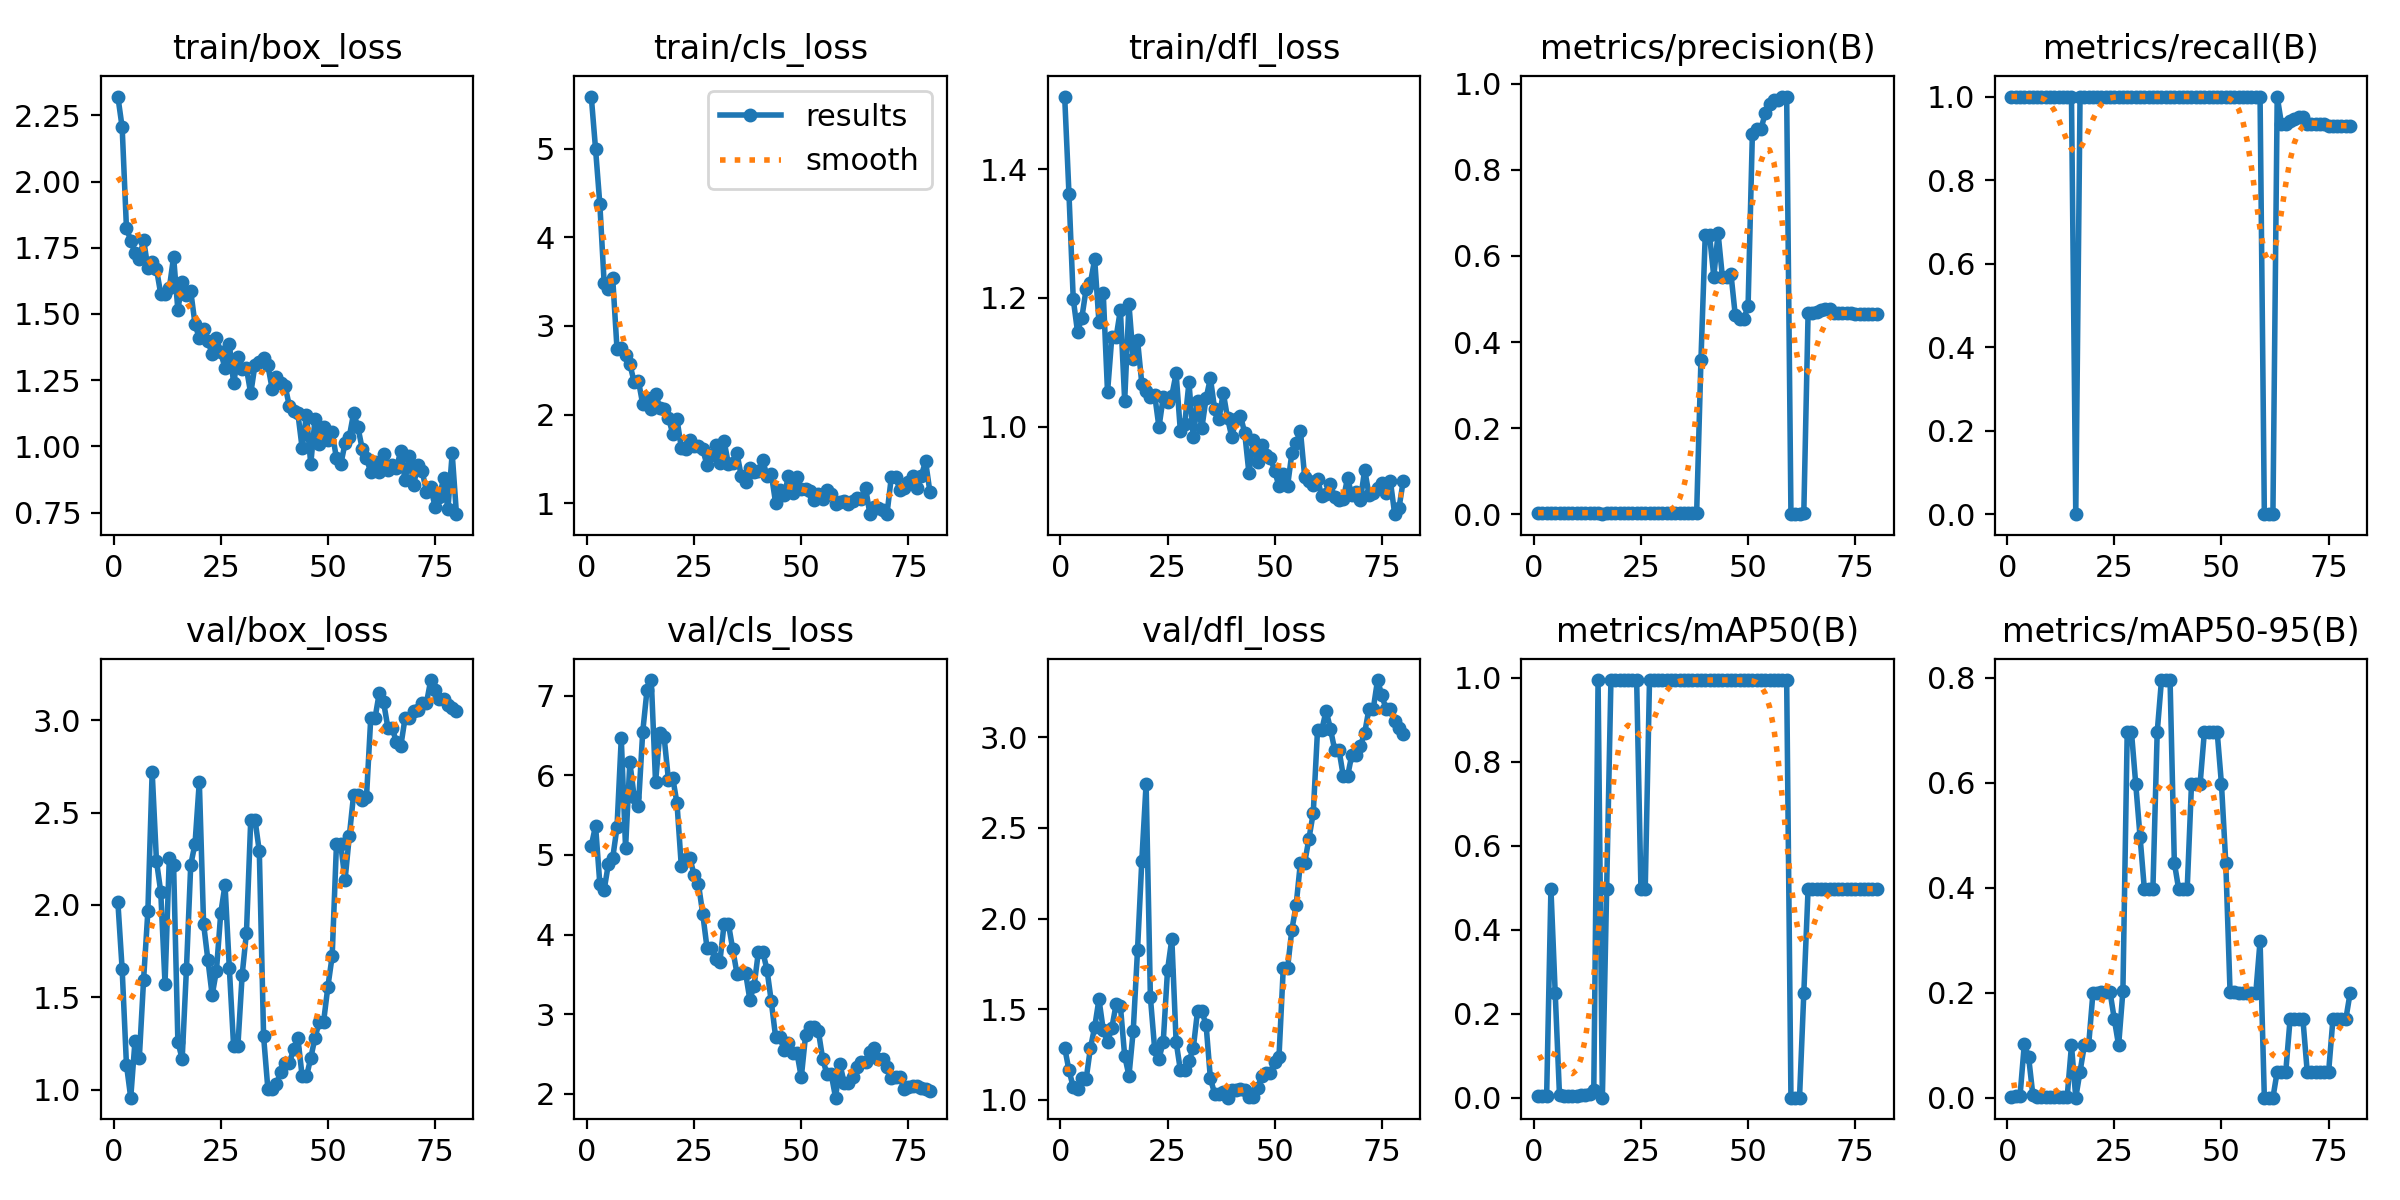 train/box_loss
2.25
2.00
1.75
1.50
1.25
1.00
0.75
0 25 50 75
train/cls_loss
results
smooth
5
4
3
2
1
0 25 50 75
train/dfl_loss
1.4
1.2
1.0
0 25 50 75
metrics/precision(B)
1.0
0.8
0.6
0.4
0.2
0.0
0 25 50 75
metrics/recall(B)
1.0
0.8
0.6
0.4
0.2
0.0
0 25 50 75
val/box_loss
3.0
2.5
2.0
1.5
1.0
0 25 50 75
val/cls_loss
7
6
5
4
3
2
0 25 50 75
val/dfl_loss
3.0
2.5
2.0
1.5
1.0
0 25 50 75
metrics/mAP50(B)
1.0
0.8
0.6
0.4
0.2
0.0
0 25 50 75
metrics/mAP50-95(B)
0.8
0.6
0.4
0.2
0.0
0 25 50 75